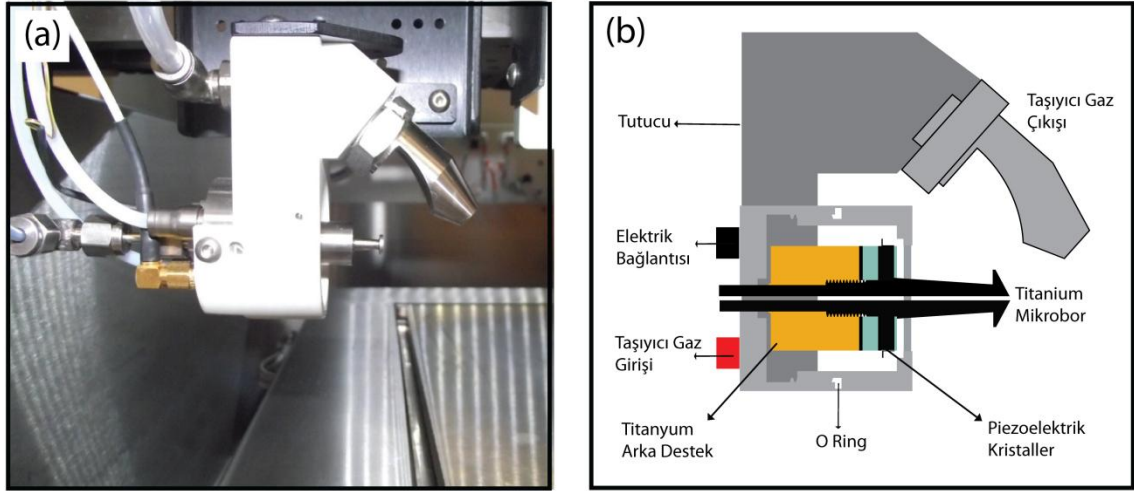 (a)
(b)
Taşıyıcı Gaz
Çıkışı
Tutucu
Elektrik
Bağlantısı
Titanium
Mikrobor
Taşıyıcı Gaz
Girişi
Titanyum
Arka Destek
O Ring
Piezoelektrik
Kristaller